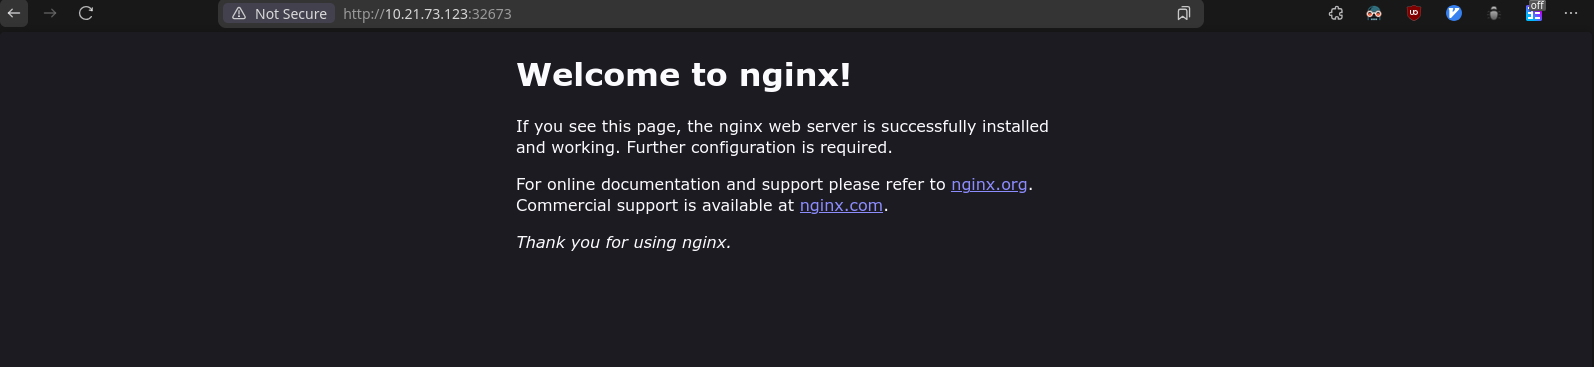 Not Secure http://10.21.73.123:32673 off
Welcome to nginx!
If you see this page, the nginx web server is successfully installed
and working. Further configuration is required.
For online documentation and support please refer to nginx.org.
Commercial support is available at nginx.com.
Thank you for using nginx.